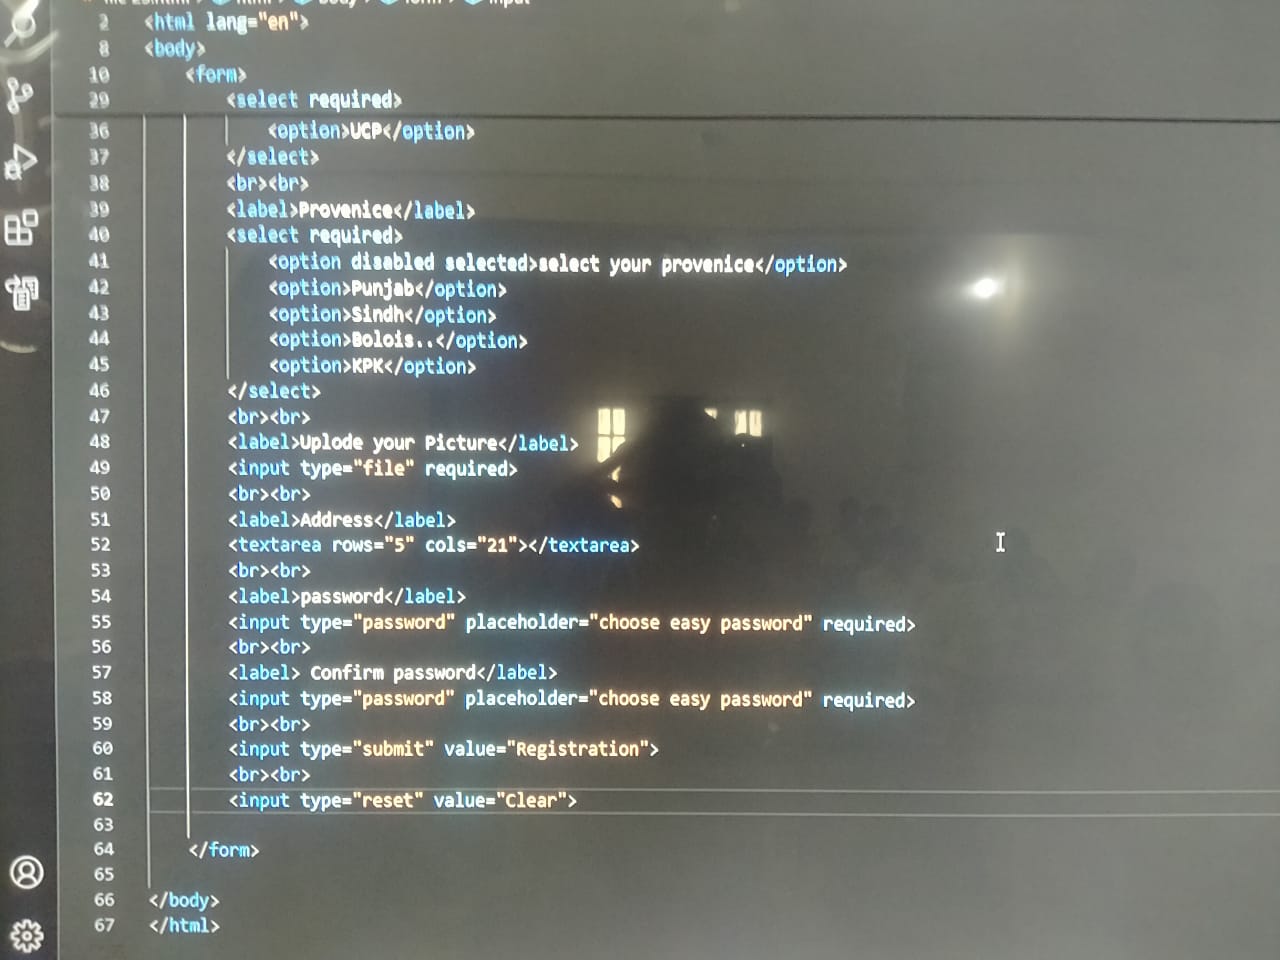 2 <html lang="en">
8 <body>
10 <form>
29 <select required>
36 <option>UCP</option>
37 </select>
38 <br><br>
39 <label>Provenice</label>
40 <select required>
41 <option disabled selected>select your provenice</option>
42 <option>Punjab</option>
43 <option>Sindh</option>
44 <option>Bolois..</option>
45 <option>KPK</option>
46 </select>
47 <br><br>
48 <label>Uplode your Picture</label>
49 <input type="file" required>
50 <br><br>
51 <label>Address</label>
52 <textarea rows="5" cols="21"></textarea>
53 <br><br>
54 <label>password</label>
55 <input type="password" placeholder="choose easy password" required>
56 <br><br>
57 <label> Confirm password</label>
58 <input type="password" placeholder="choose easy password" required>
59 <br><br>
60 <input type="submit" value="Registration">
61 <br><br>
62 <input type="reset" value="Clear">
63
64 </form>
65
66 </body>
67 </html>